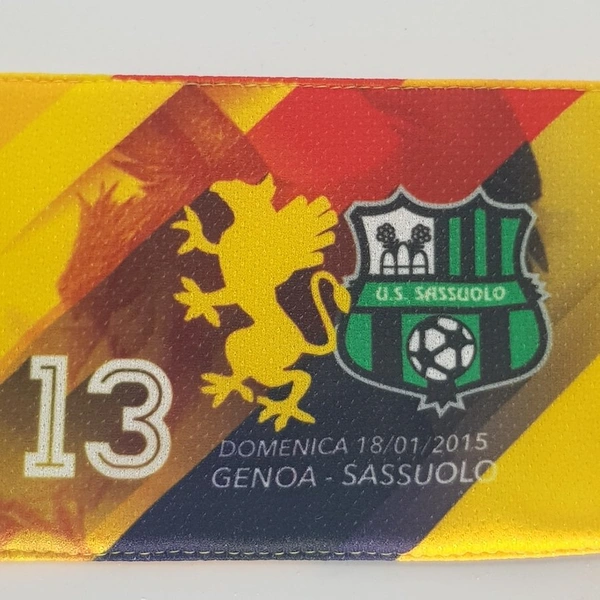 U.S. SASSUOLO
13
DOMENICA 18/01/2015
GENOA - SASSUOLO